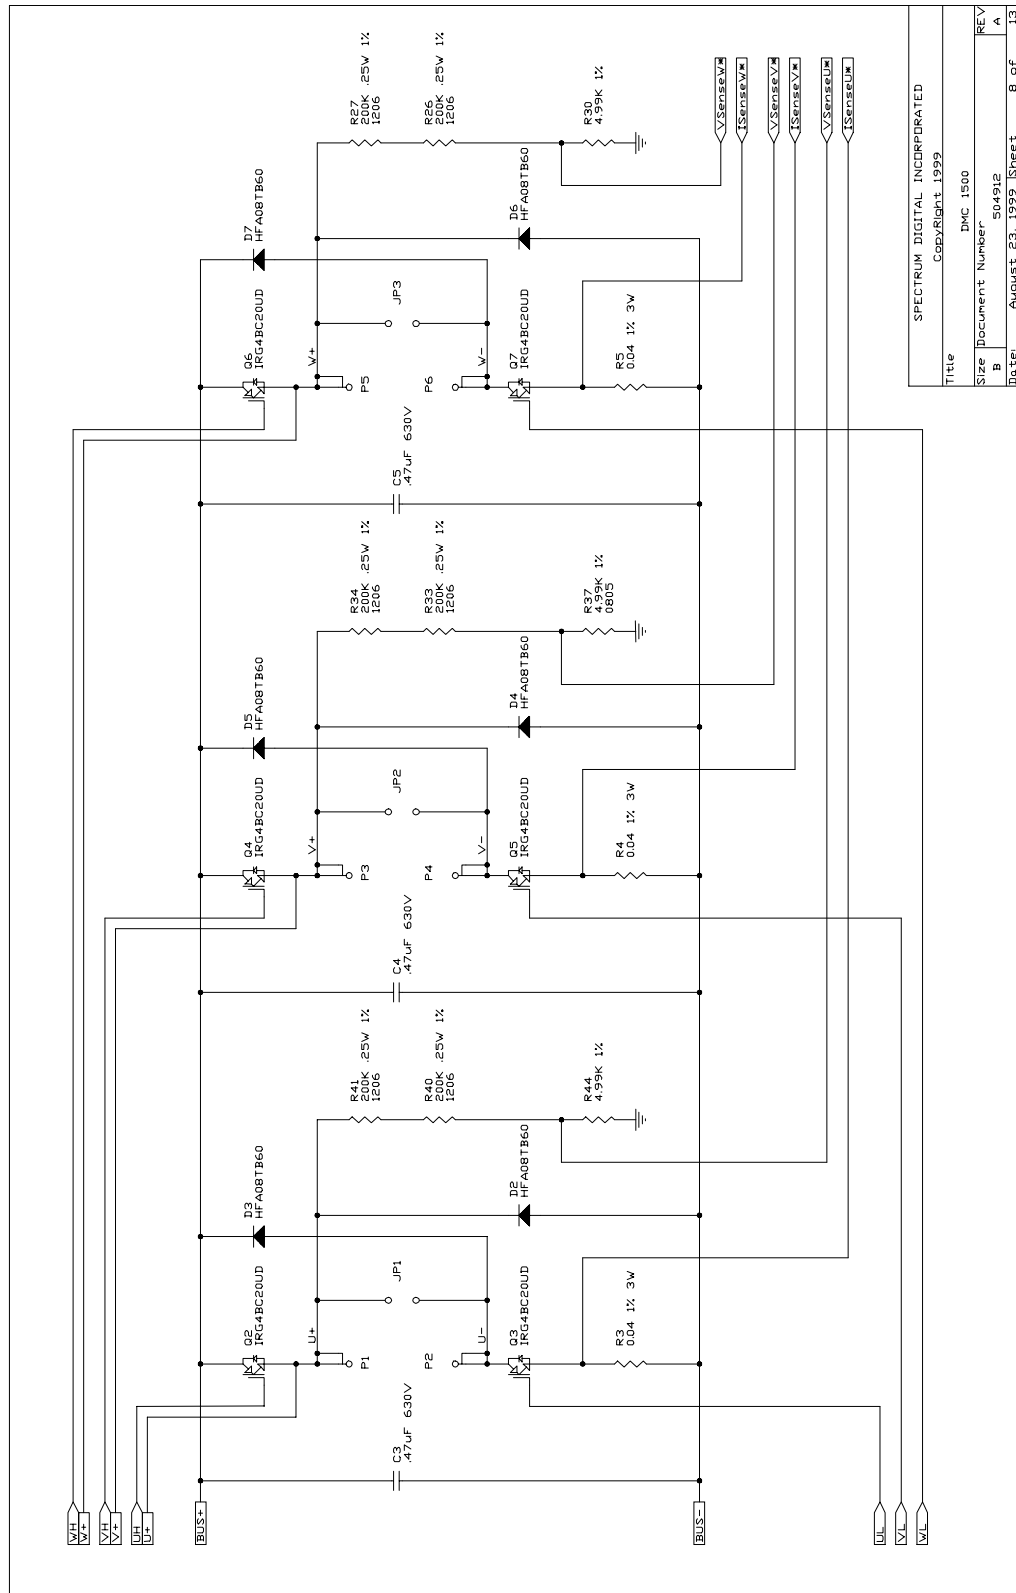 WH
W+
VH
V+
UH
U+
BUS+
BUS-
UL
VL
WL
C3
.47uF 630V
Q2
IRG4BC20UD
U+
P1
P2
U-
Q3
IRG4BC20UD
R3
0.04 1% 3W
JP1
D3
HFA08TB60
D2
HFA08TB60
R41
200K .25W 1%
1206
R40
200K .25W 1%
1206
R44
4.99K 1%
C4
.47uF 630V
Q4
IRG4BC20UD
V+
P3
P4
V-
Q5
IRG4BC20UD
R4
0.04 1% 3W
JP2
D5
HFA08TB60
D4
HFA08TB60
R34
200K .25W 1%
1206
R33
200K .25W 1%
1206
R37
4.99K 1%
0805
C5
.47uF 630V
Q6
IRG4BC20UD
W+
P5
P6
W-
Q7
IRG4BC20UD
R5
0.04 1% 3W
JP3
D7
HFA08TB60
D6
HFA08TB60
R27
200K .25W 1%
1206
R26
200K .25W 1%
1206
R30
4.99K 1%
VSenseW*
ISenseW*
VSenseV*
ISenseV*
VSenseU*
ISenseU*
SPECTRUM DIGITAL INCORPORATED
CopyRight 1999
Title
DMC 1500
Size Document Number REV
B 504912 A
Date: August 23, 1999 Sheet 8 of 13